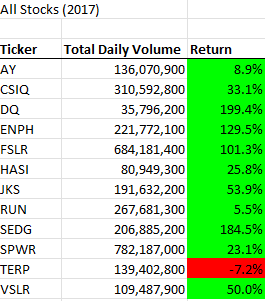 All Stocks (2017)
Ticker Total Daily Volume Return
AY 136,070,900 8.9%
CSIQ 310,592,800 33.1%
DQ 35,796,200 199.4%
ENPH 221,772,100 129.5%
FSLR 684,181,400 101.3%
HASI 80,949,300 25.8%
JKS 191,632,200 53.9%
RUN 267,681,300 5.5%
SEDG 206,885,200 184.5%
SPWR 782,187,000 23.1%
TERP 139,402,800 -7.2%
VSLR 109,487,900 50.0%